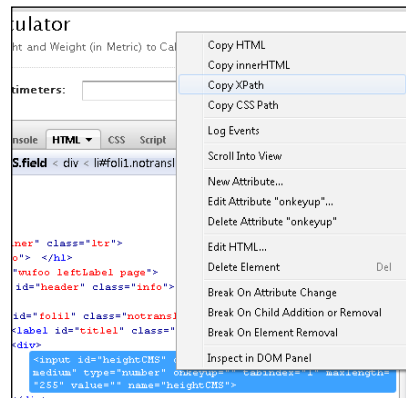 culator
ht and Weight (in Metric) to Cal
timeters:
Copy HTML
Copy innerHTML
Copy XPath
Copy CSS Path
Log Events
Scroll Into View
New Attribute...
Edit Attribute "onkeyup"...
Delete Attribute "onkeyup"
Edit HTML...
Delete Element Del
Break On Attribute Change
Break On Child Addition or Removal
Break On Element Removal
Inspect in DOM Panel
nsole HTML CSS Script
S.field < div < li#foli1.notransl
iner" class="ltr">
o"> </h1>
"wufoo leftLabel page">
id="header" class="info">
id="foli1" class="notransl
<label id="title1" class="
<div>
<input id="heightCMS"
medium" type="number" onkeyup="" tabindex="1" maxlength=
"255" value="" name="heightCMS">
</div>